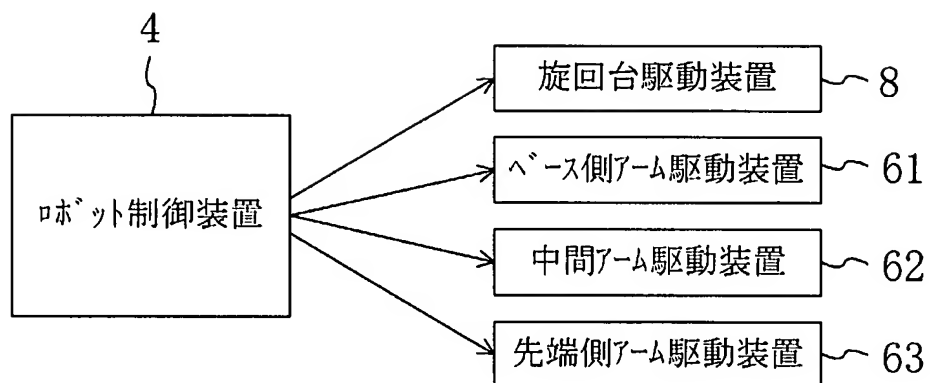 4
ﾛﾎﾞｯﾄ制御装置
旋回台駆動装置 8
ﾍﾞｰｽ側ｱｰﾑ駆動装置 61
中間ｱｰﾑ駆動装置 62
先端側ｱｰﾑ駆動装置 63